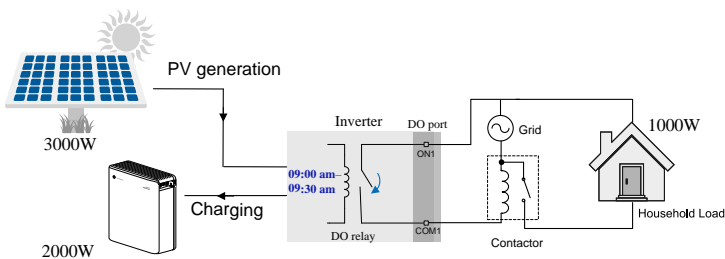 PV generation
3000W
Inverter
DO port
Grid
1000W
ON1
09:00 am
09:30 am
Charging
2000W
DO relay
COM1
Contactor
Household Load